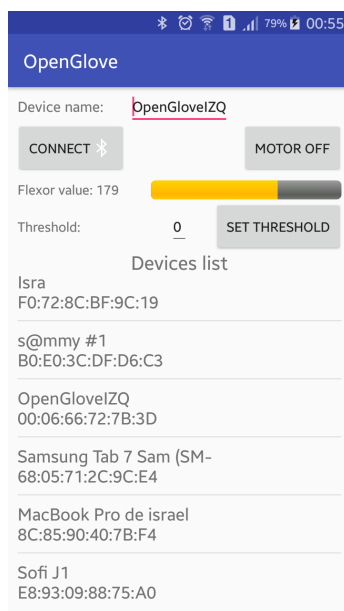 1 79% 00:55
OpenGlove
Device name: OpenGloveIZQ
CONNECT MOTOR OFF
Flexor value: 179
Threshold: 0 SET THRESHOLD
Devices list
Isra
F0:72:8C:BF:9C:19
s@mmy #1
B0:E0:3C:DF:D6:C3
OpenGloveIZQ
00:06:66:72:7B:3D
Samsung Tab 7 Sam (SM-
68:05:71:2C:9C:E4
MacBook Pro de israel
8C:85:90:40:7B:F4
Sofi J1
E8:93:09:88:75:A0